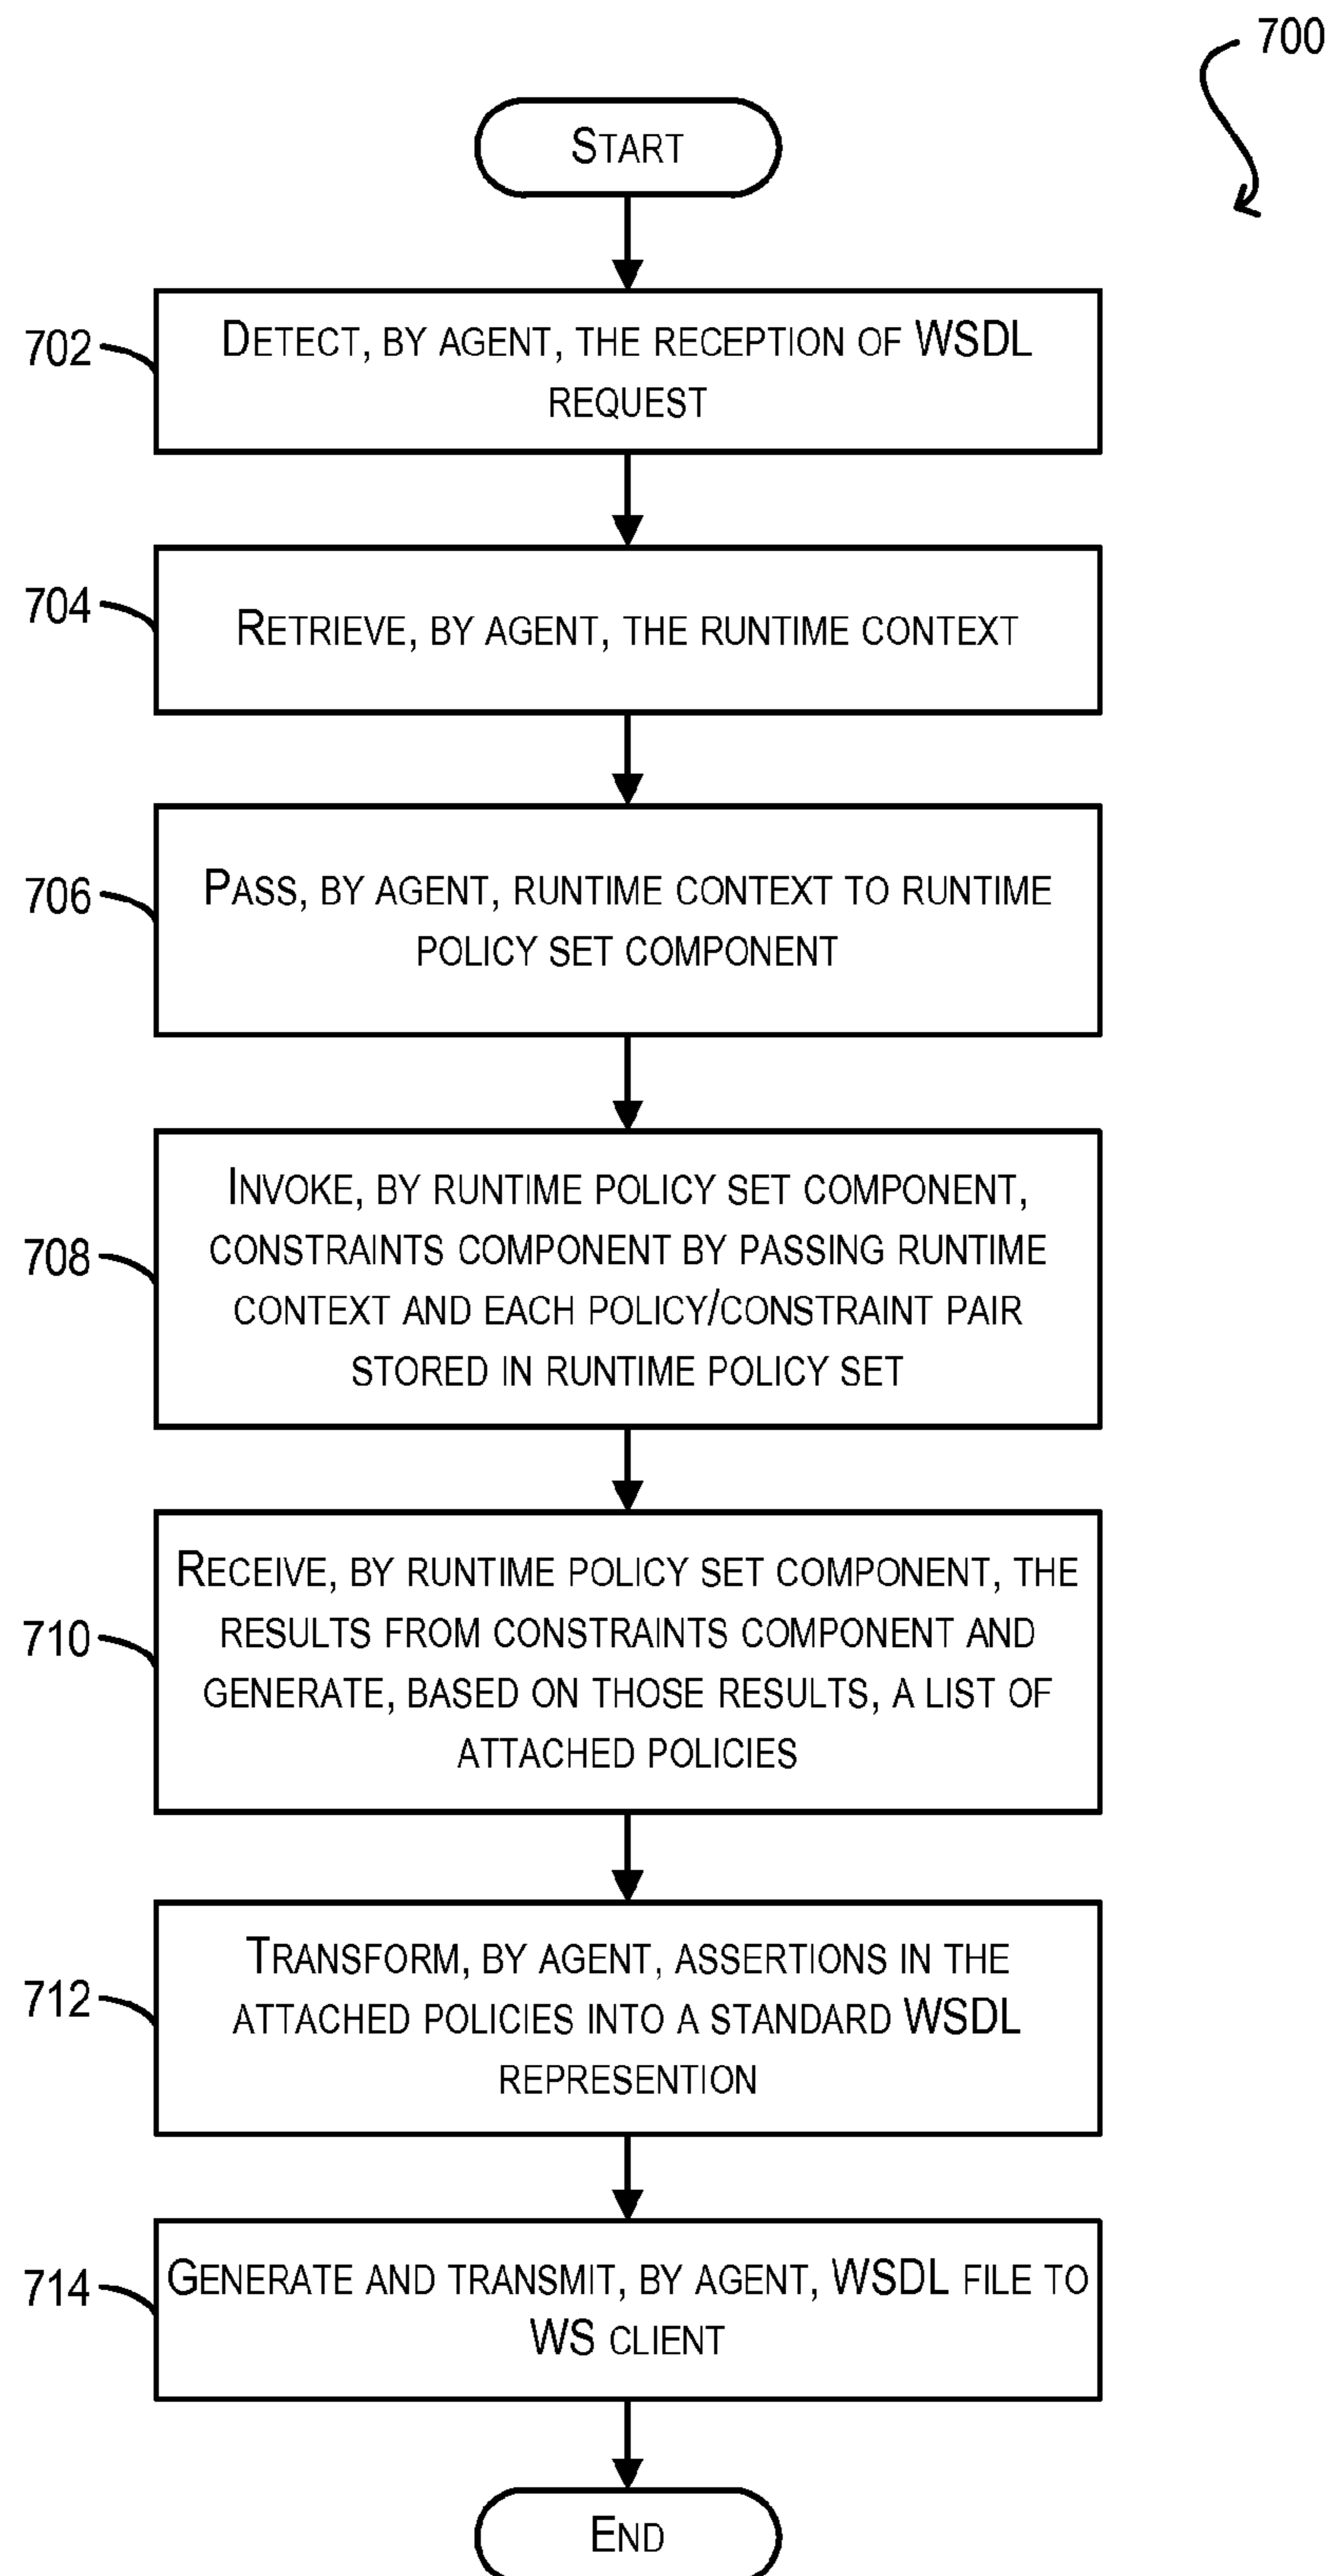 700
START
702
DETECT, BY AGENT, THE RECEPTION OF WSDL
REQUEST
704
RETRIEVE, BY AGENT, THE RUNTIME CONTEXT
706
PASS, BY AGENT, RUNTIME CONTEXT TO RUNTIME
POLICY SET COMPONENT
708
INVOKE, BY RUNTIME POLICY SET COMPONENT,
CONSTRAINTS COMPONENT BY PASSING RUNTIME
CONTEXT AND EACH POLICY/CONSTRAINT PAIR
STORED IN RUNTIME POLICY SET
710
RECEIVE, BY RUNTIME POLICY SET COMPONENT, THE
RESULTS FROM CONSTRAINTS COMPONENT AND
GENERATE, BASED ON THOSE RESULTS, A LIST OF
ATTACHED POLICIES
712
TRANSFORM, BY AGENT, ASSERTIONS IN THE
ATTACHED POLICIES INTO A STANDARD WSDL
REPRESENTION
714
GENERATE AND TRANSMIT, BY AGENT, WSDL FILE TO
WS CLIENT
END